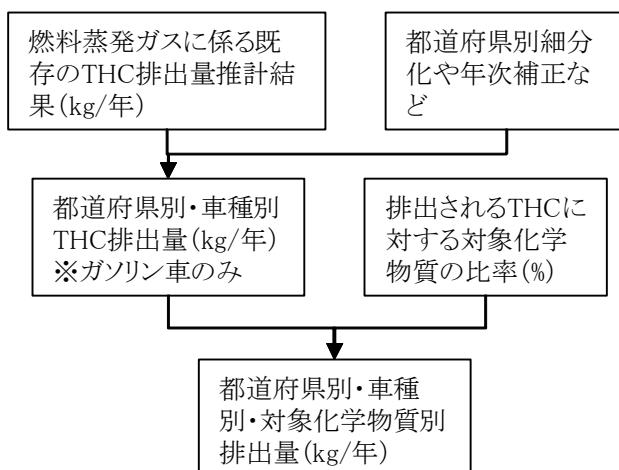 燃料蒸発ガスに係る既
存のTHC排出量推計結
果(kg/年)
都道府県別細分
化や年次補正な
ど
都道府県別・車種別
THC排出量(kg/年)
※ガソリン車のみ
排出されるTHCに
対する対象化学
物質の比率(%)
都道府県別・車種
別・対象化学物質別
排出量(kg/年)